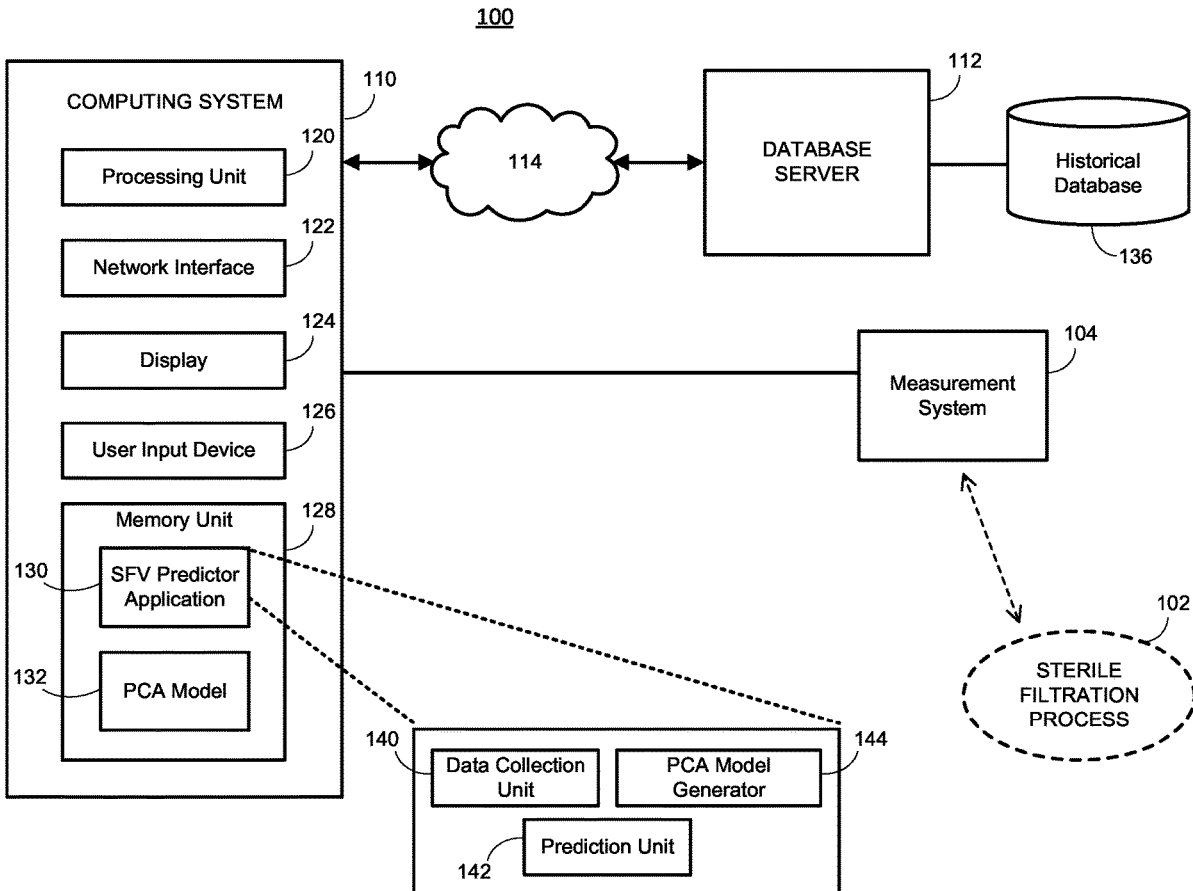 100
COMPUTING SYSTEM
110
120
Processing Unit
122
Network Interface
124
Display
126
User Input Device
128
Memory Unit
130
SFV Predictor
Application
132
PCA Model
114
112
DATABASE
SERVER
Historical
Database
136
104
Measurement
System
102
STERILE
FILTRATION
PROCESS
140
Data Collection
Unit
144
PCA Model
Generator
142
Prediction Unit